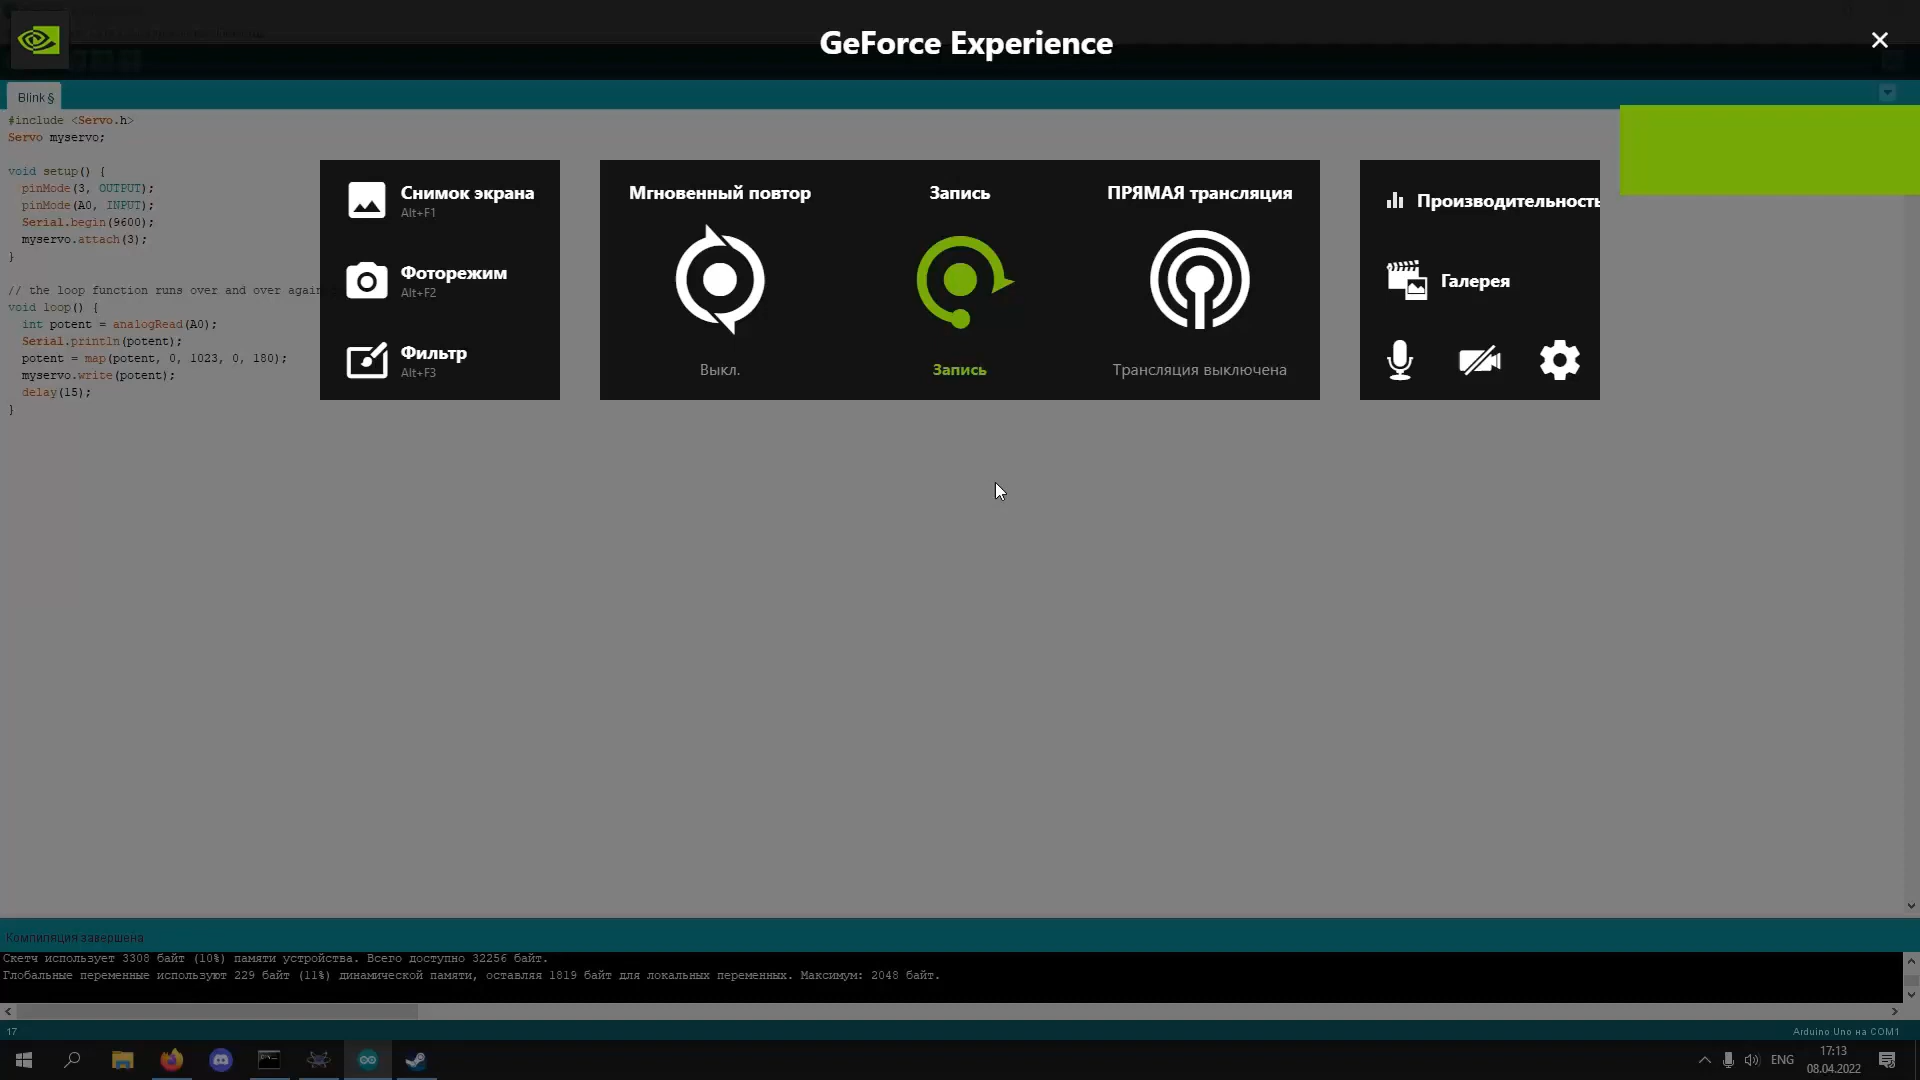 GeForce Experience
Blink §
#include <Servo.h>
Servo myservo;
void setup() {
pinMode(3, OUTPUT);
pinMode(A0, INPUT);
Serial.begin(9600);
myservo.attach(3);
}
// the loop function runs over and over again
void loop() {
int potent = analogRead(A0);
Serial.println(potent);
potent = map(potent, 0, 1023, 0, 180);
myservo.write(potent);
delay(15);
}
Снимок экрана
Alt+F1
Фоторежим
Alt+F2
Фильтр
Alt+F3
Мгновенный повтор
Выкл.
Запись
Запись
ПРЯМАЯ трансляция
Трансляция выключена
Производительность
Галерея
Компиляция завершена
Скетч использует 3308 байт (10%) памяти устройства. Всего доступно 32256 байт.
Глобальные переменные используют 229 байт (11%) динамической памяти, оставляя 1819 байт для локальных переменных. Максимум: 2048 байт.
17
Arduino Uno на COM1
ENG
17:13
08.04.2022